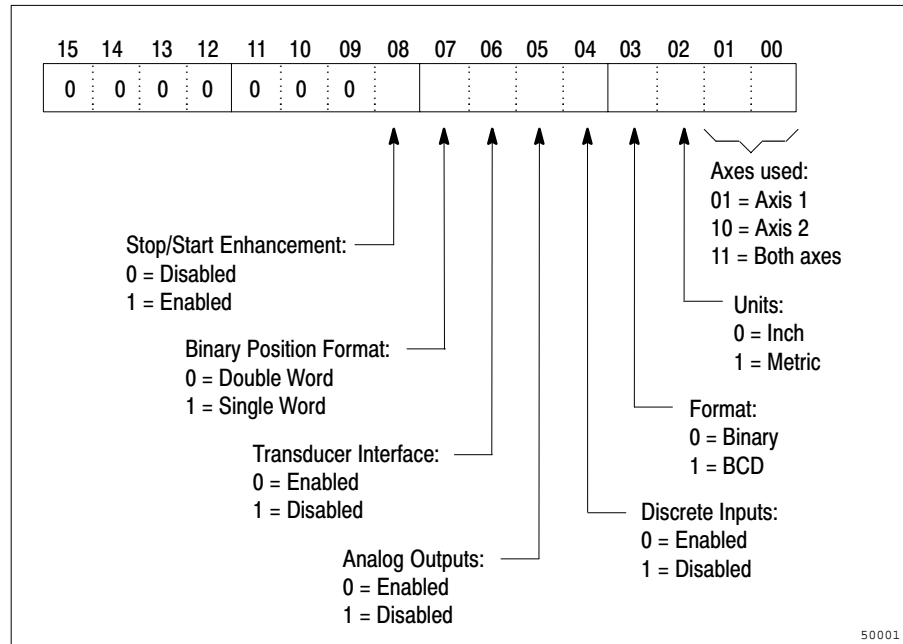 15 14 13 12 11 10 09 08 07 06 05 04 03 02 01 00
0 0 0 0 0 0 0
Axes used:
01 = Axis 1
10 = Axis 2
11 = Both axes
Stop/Start Enhancement:
0 = Disabled
1 = Enabled
Units:
0 = Inch
1 = Metric
Binary Position Format:
0 = Double Word
1 = Single Word
Format:
0 = Binary
1 = BCD
Transducer Interface:
0 = Enabled
1 = Disabled
Discrete Inputs:
0 = Enabled
1 = Disabled
Analog Outputs:
0 = Enabled
1 = Disabled
50001